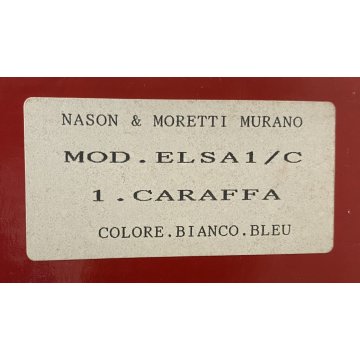 NASON & MORETTI MURANO
MOD.ELSA1/C
1.CARAFFA
COLORE.BIANCO.BLEU